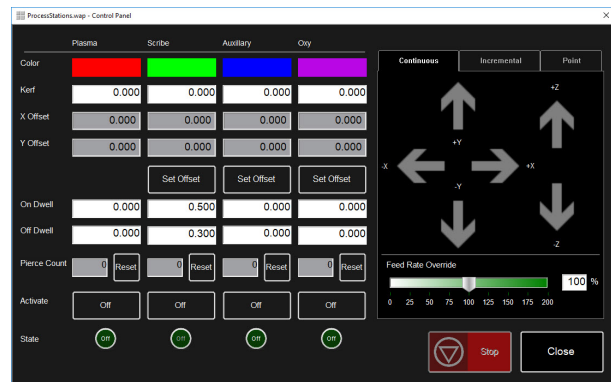 ProcessStations.wap - Control Panel
Plasma Scribe Auxillary Oxy
Color
Kerf 0.000 0.000 0.000 0.000
X Offset 0.000 0.000 0.000 0.000
Y Offset 0.000 0.000 0.000 0.000
Set Offset Set Offset Set Offset
On Dwell 0.000 0.500 0.000 0.000
Off Dwell 0.000 0.300 0.000 0.000
Pierce Count 0 Reset 0 Reset 0 Reset 0 Reset
Activate Off Off Off Off
State Off Off Off Off
Continuous Incremental Point
+Z
+Y
-X +X
-Y
-Z
Feed Rate Override
100 %
0 25 50 75 100 125 150 175 200
Stop Close